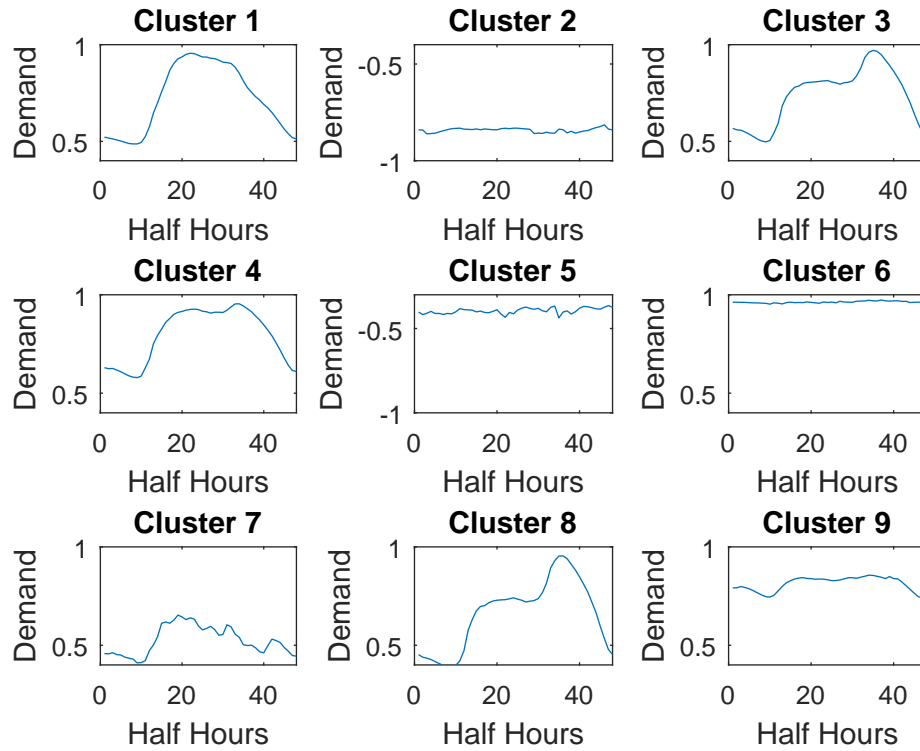 Cluster 1
Demand
1
0.5
0 20 40
Half Hours
Cluster 2
Demand
-0.5
-1
0 20 40
Half Hours
Cluster 3
Demand
1
0.5
0 20 40
Half Hours
Cluster 4
Demand
1
0.5
0 20 40
Half Hours
Cluster 5
Demand
-0.5
-1
0 20 40
Half Hours
Cluster 6
Demand
1
0.5
0 20 40
Half Hours
Cluster 7
Demand
1
0.5
0 20 40
Half Hours
Cluster 8
Demand
1
0.5
0 20 40
Half Hours
Cluster 9
Demand
1
0.5
0 20 40
Half Hours